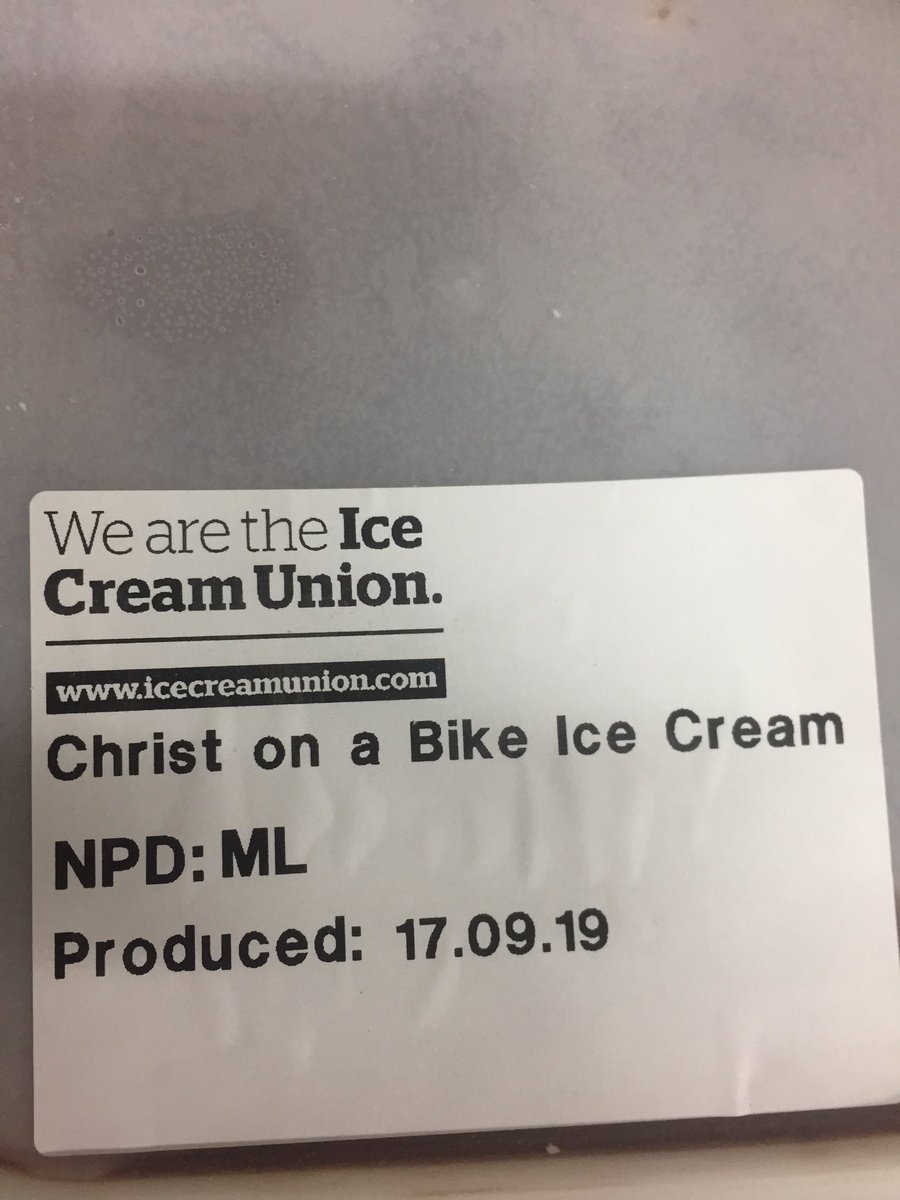 We are the Ice
Cream Union.
www.icecreamunion.com
Christ on a Bike Ice Cream
NPD: ML
Produced: 17.09.19